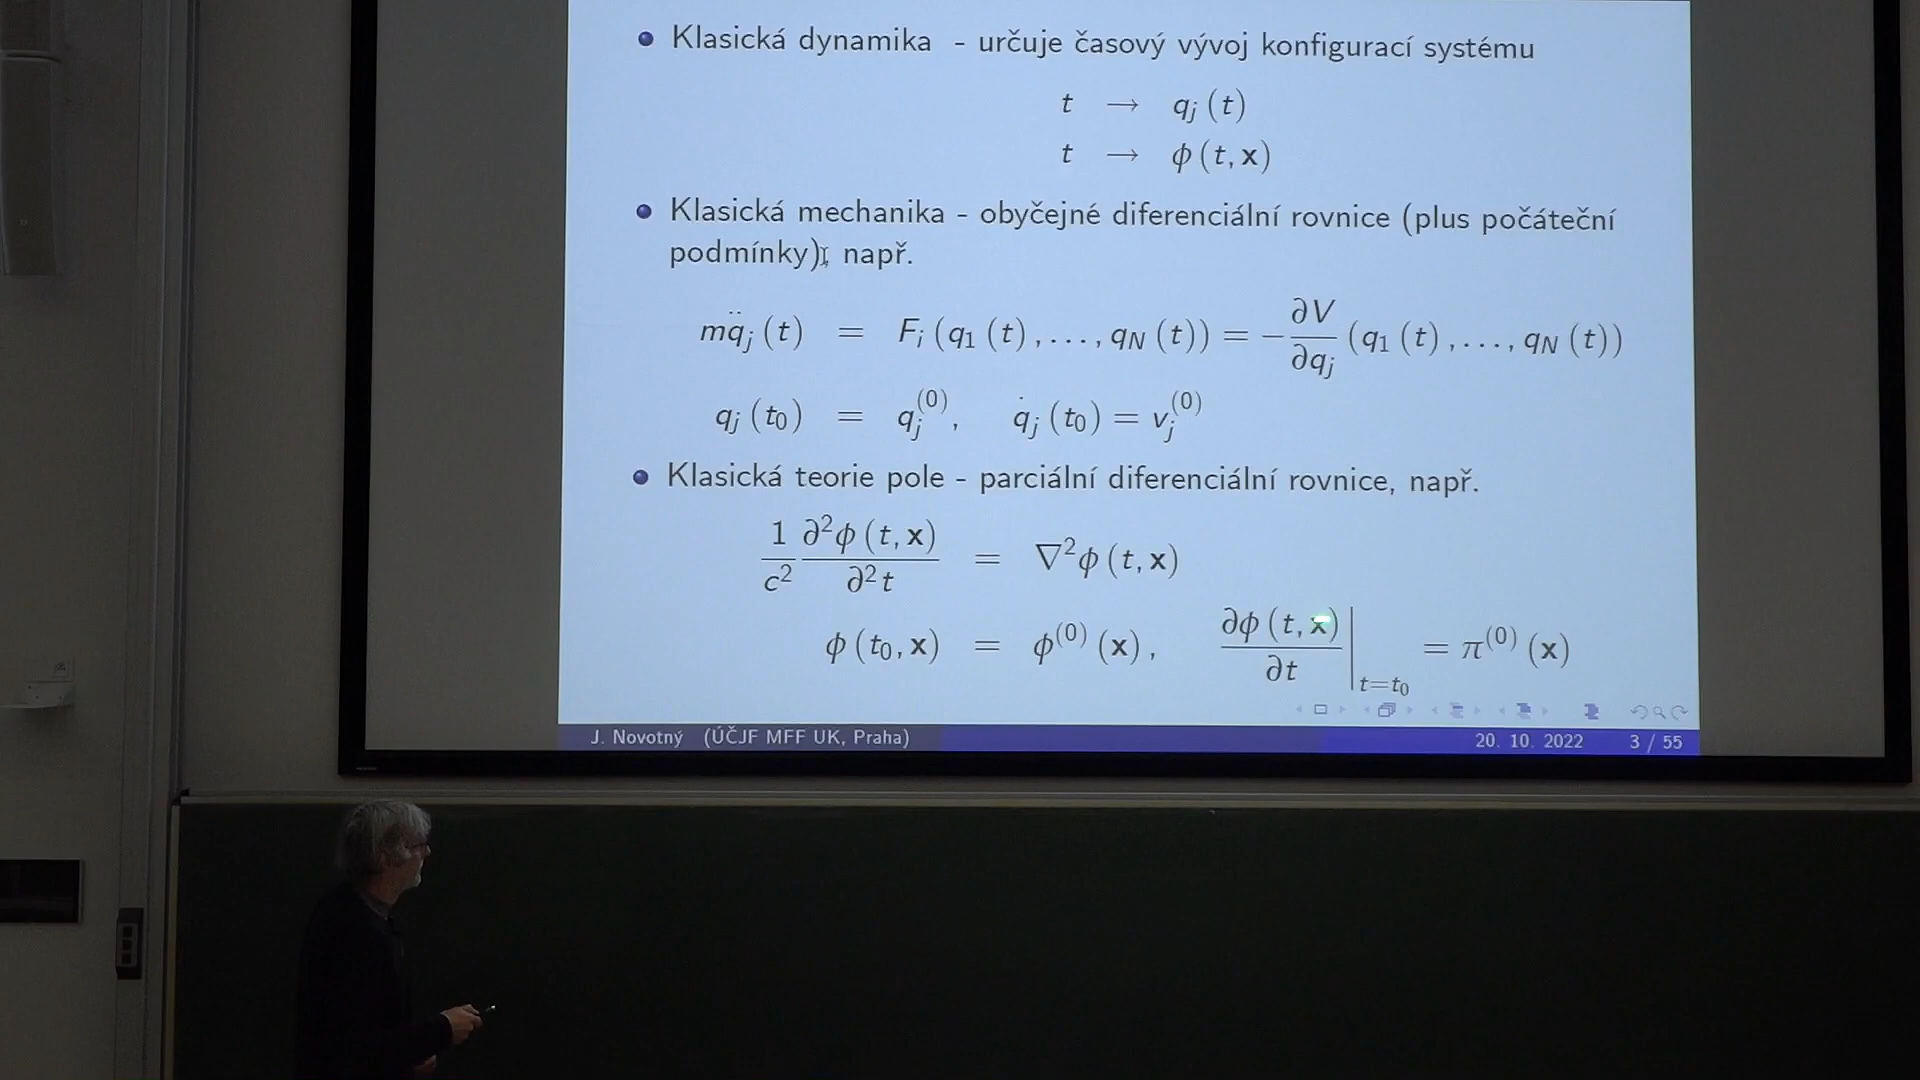 Klasická dynamika - určuje časový vývoj konfigurací systému
t → q_j (t)
t → ϕ (t, x)
Klasická mechanika - obyčejné diferenciální rovnice (plus počáteční
podmínky), např.
mq̈_j (t) = F_i (q_1 (t), . . . , q_N (t)) = −∂V/∂q_j (q_1 (t), . . . , q_N (t))
q_j (t_0) = q_j^(0), q̇_j (t_0) = v_j^(0)
Klasická teorie pole - parciální diferenciální rovnice, např.
1/c² ∂²ϕ (t, x)/∂²t = ∇²ϕ (t, x)
ϕ (t_0, x) = ϕ^(0) (x), ∂ϕ (t, x)/∂t |_{t=t_0} = π^(0) (x)
J. Novotný (ÚČJF MFF UK, Praha) 20. 10. 2022 3 / 55